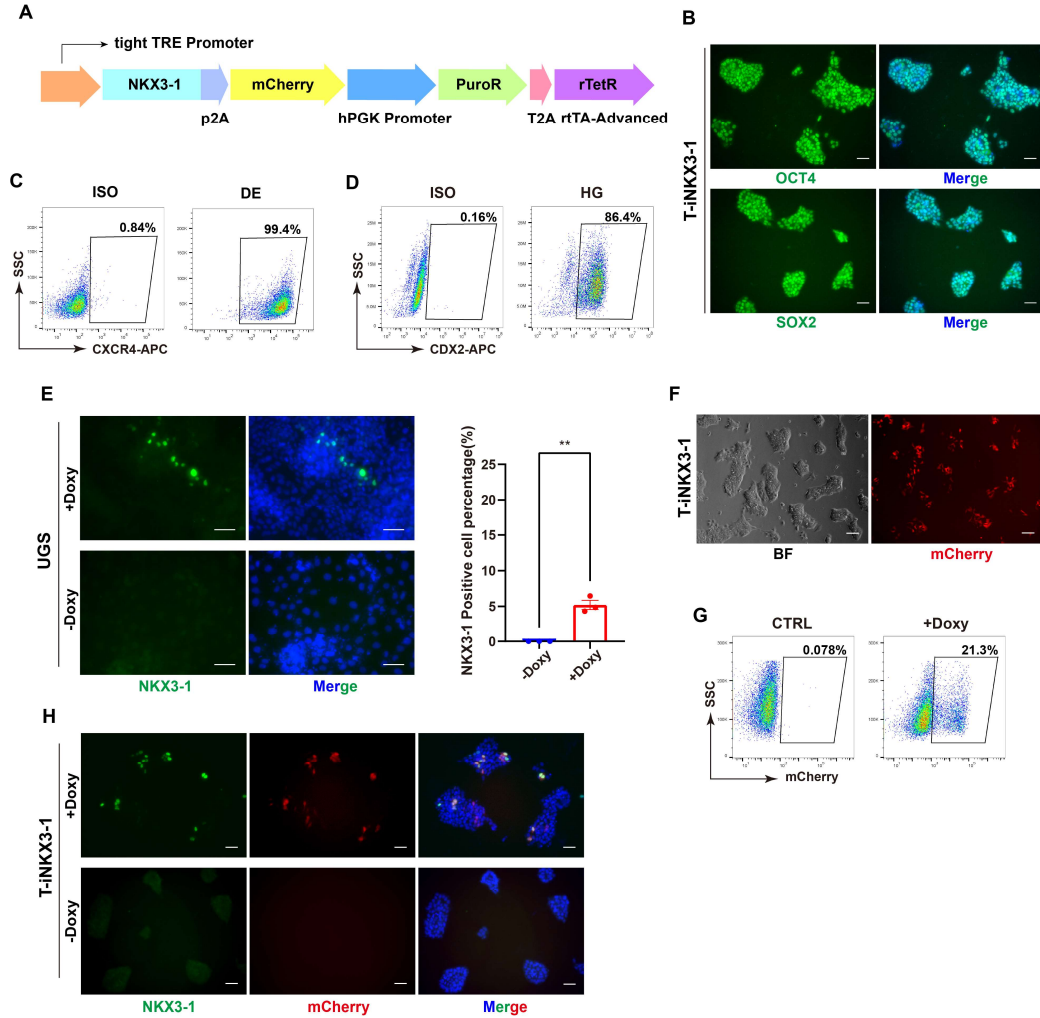 A
tight TRE Promoter
NKX3-1
mCherry
PuroR
rTetR
p2A
hPGK Promoter
T2A
rtTA-Advanced
B
T-iNKX3-1
OCT4
Merge
SOX2
Merge
C
ISO
DE
0.84%
99.4%
SSC
CXCR4-APC
D
ISO
HG
0.16%
86.4%
SSC
CDX2-APC
E
UGS
+Doxy
-Doxy
NKX3-1
Merge
NKX3-1 Positive cell percentage(%)
25
20
15
10
5
0
**
-Doxy
+Doxy
F
T-iNKX3-1
BF
mCherry
G
CTRL
+Doxy
0.078%
21.3%
SSC
mCherry
H
T-iNKX3-1
+Doxy
-Doxy
NKX3-1
mCherry
Merge